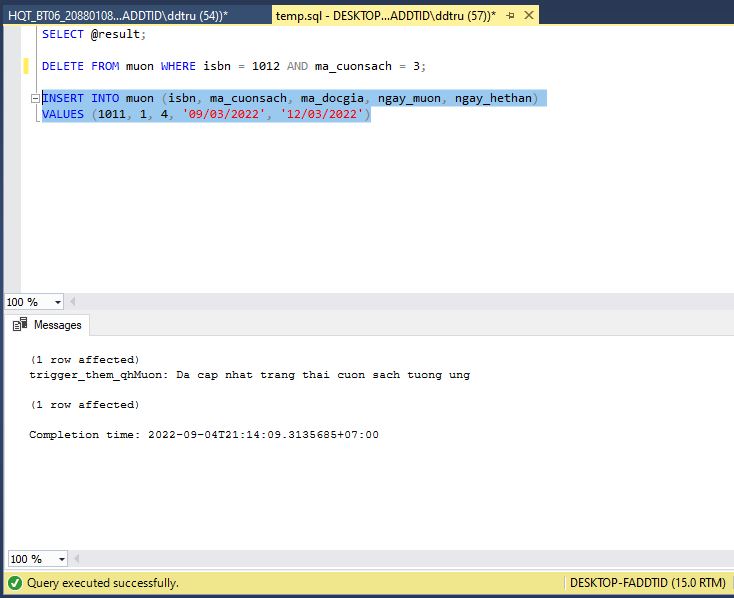 HQT_BT06_20880108...ADDTID\ddtru (54))*
temp.sql - DESKTOP...ADDTID\ddtru (57))*
SELECT @result;
DELETE FROM muon WHERE isbn = 1012 AND ma_cuonsach = 3;
INSERT INTO muon (isbn, ma_cuonsach, ma_docgia, ngay_muon, ngay_hethan)
VALUES (1011, 1, 4, '09/03/2022', '12/03/2022')
100 %
Messages
(1 row affected)
trigger_them_qhMuon: Da cap nhat trang thai cuon sach tuong ung
(1 row affected)
Completion time: 2022-09-04T21:14:09.3135685+07:00
100 %
Query executed successfully.
DESKTOP-FADDTID (15.0 RTM)